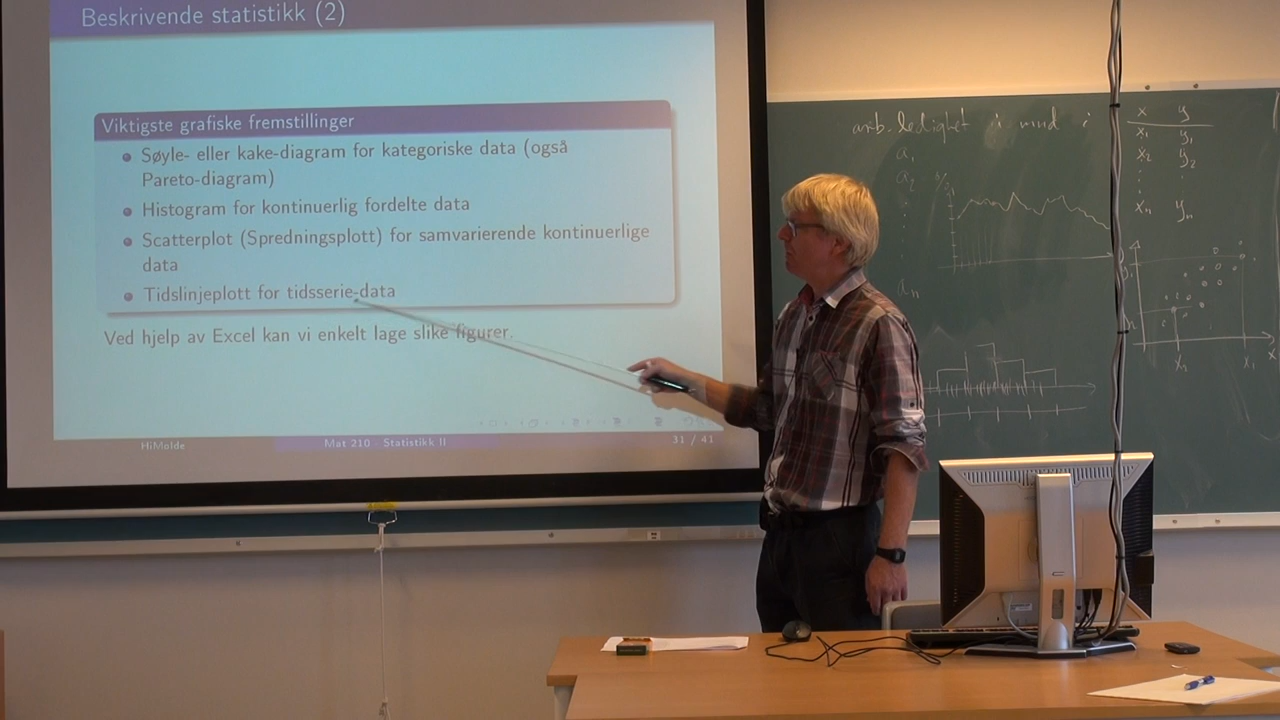 Beskrivende statistikk (2)
Viktigste grafiske fremstillinger
Søyle- eller kake-diagram for kategoriske data (også
Pareto-diagram)
Histogram for kontinuerlig fordelte data
Scatterplot (Spredningsplott) for samvarierende kontinuerlige
data
Tidslinjeplott for tidsserie-data
Ved hjelp av Excel kan vi enkelt lage slike figurer.
HiMolde Mat 210 - Statistikk II 31 / 41
arb.ledighet i mnd i
a₁
a₂
x y
x₁ y₁
x₂ y₂
xₙ yₙ